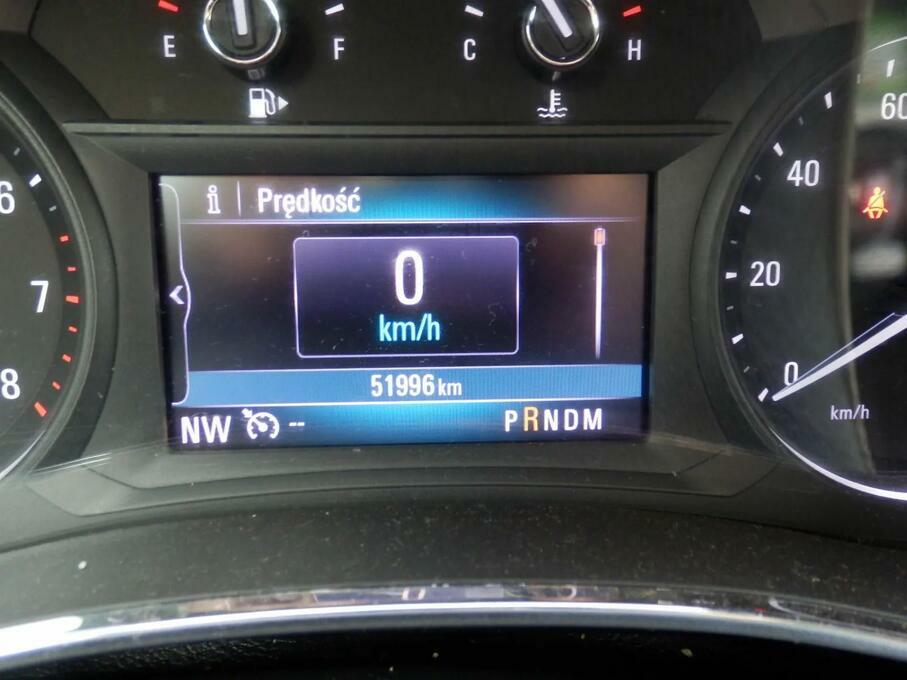 E F C H
60
40
20
0
km/h
6
7
8
i Prędkość
0
km/h
51996 km
NW -- PRNDM